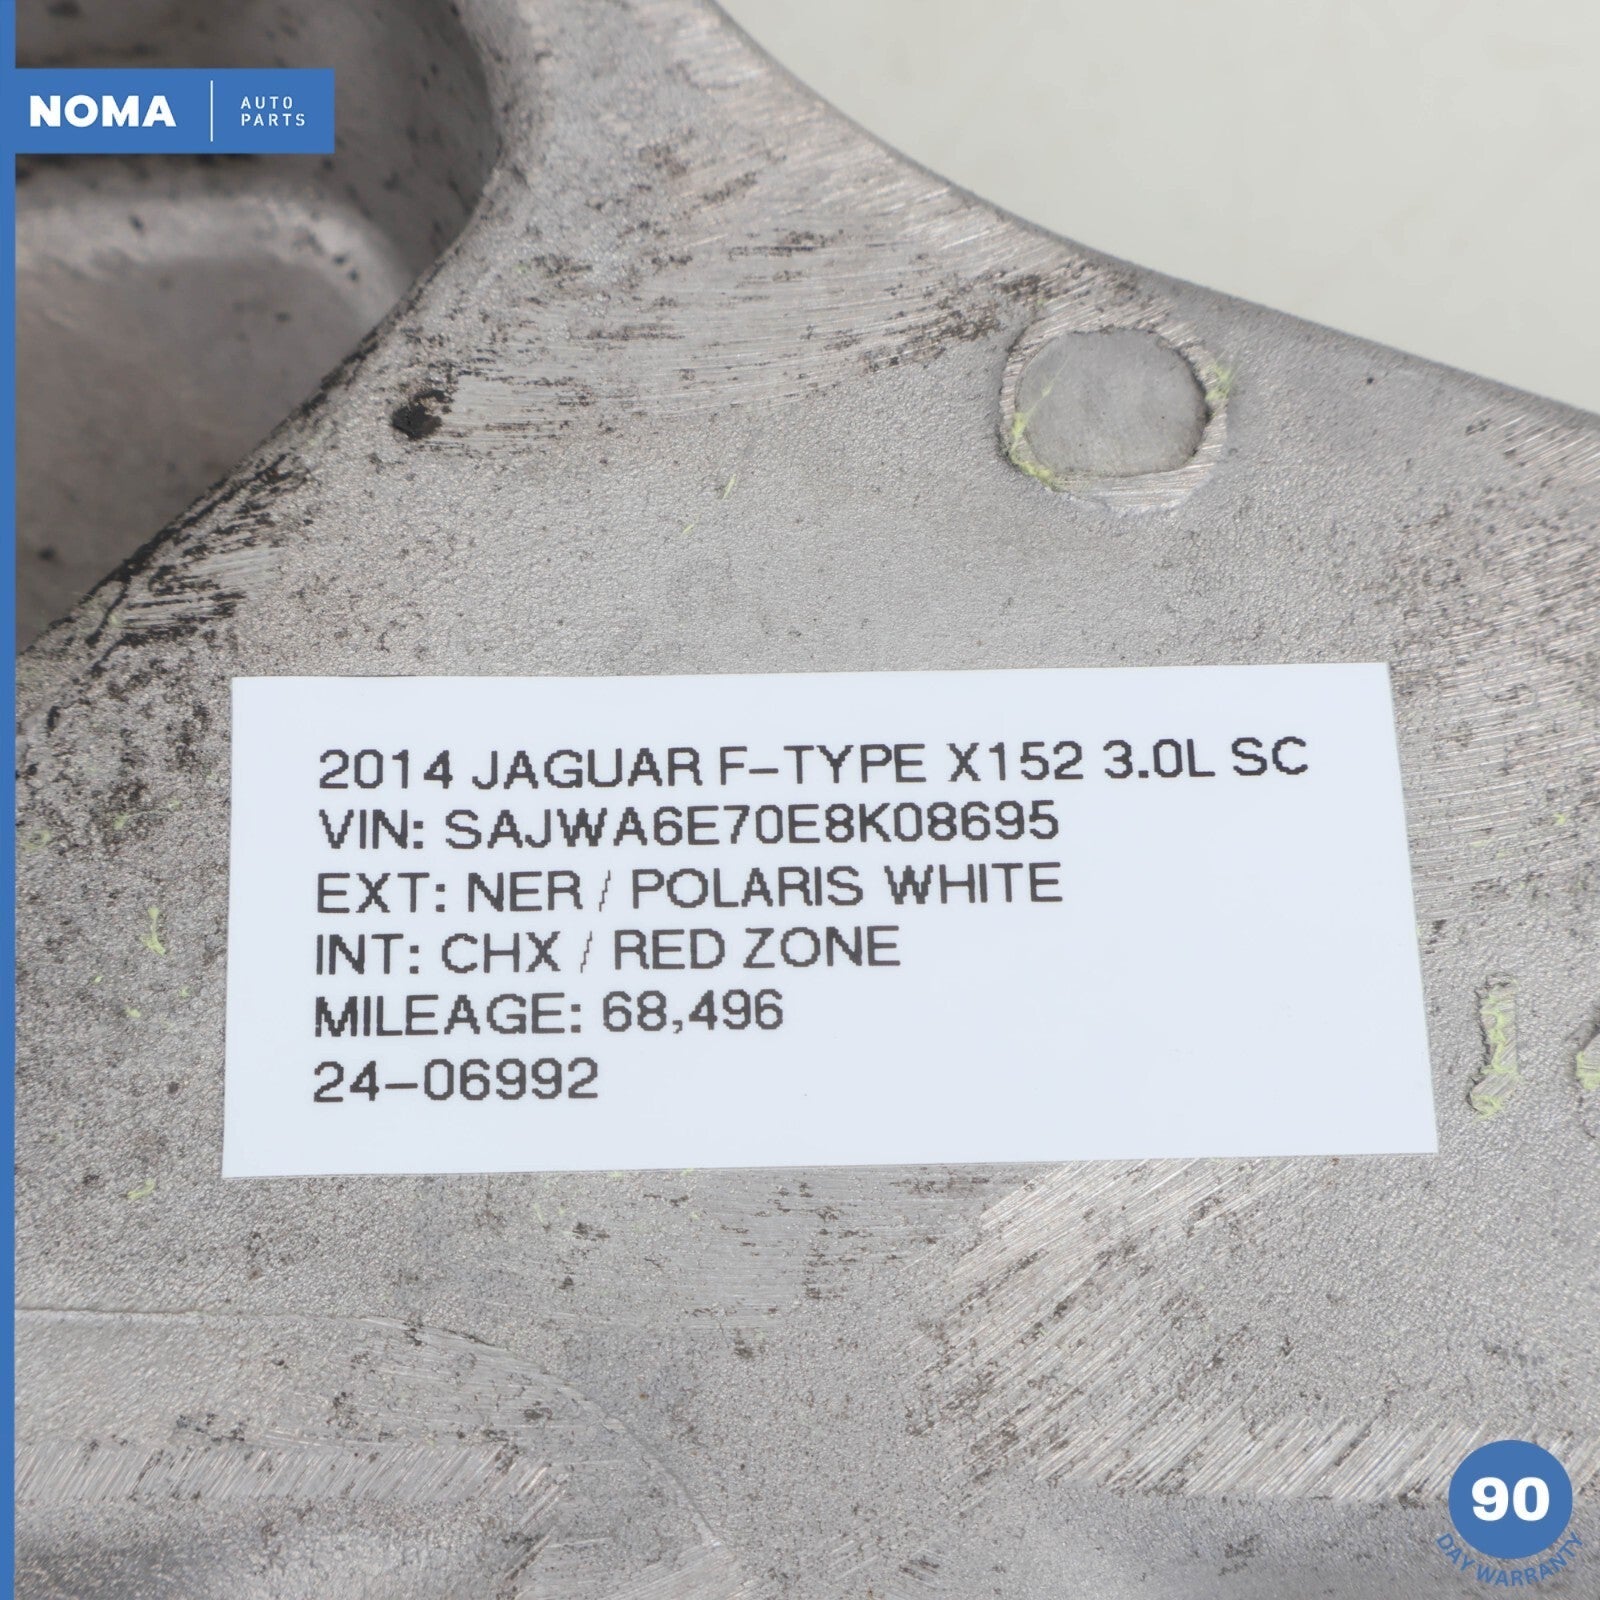 NOMA
AUTO
PARTS
2014 JAGUAR F-TYPE X152 3.0L SC
VIN: SAJWA6E70E8K08695
EXT: NER / POLARIS WHITE
INT: CHX / RED ZONE
MILEAGE: 68,496
24-06992
90
DAY WARRANTY